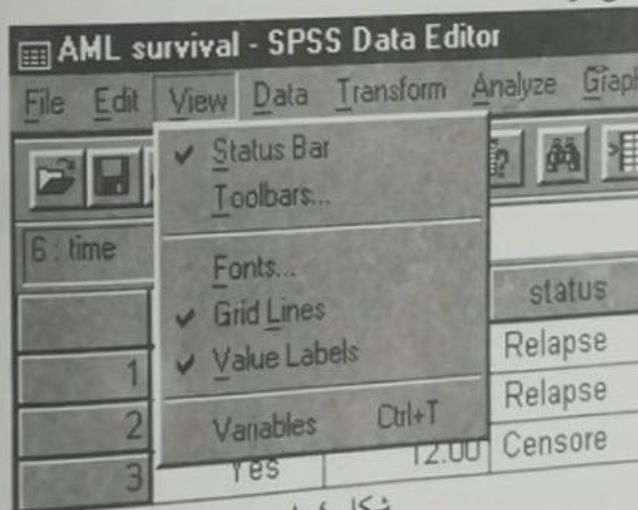 AML survival - SPSS Data Editor
File Edit View Data Transform Analyze
Status Bar
Toolbars...
6 : time
Fonts...
status
Grid Lines
1 Value Labels Relapse
2 Variables Ctrl+T Relapse
3 Yes 12.00 Censore
شکل